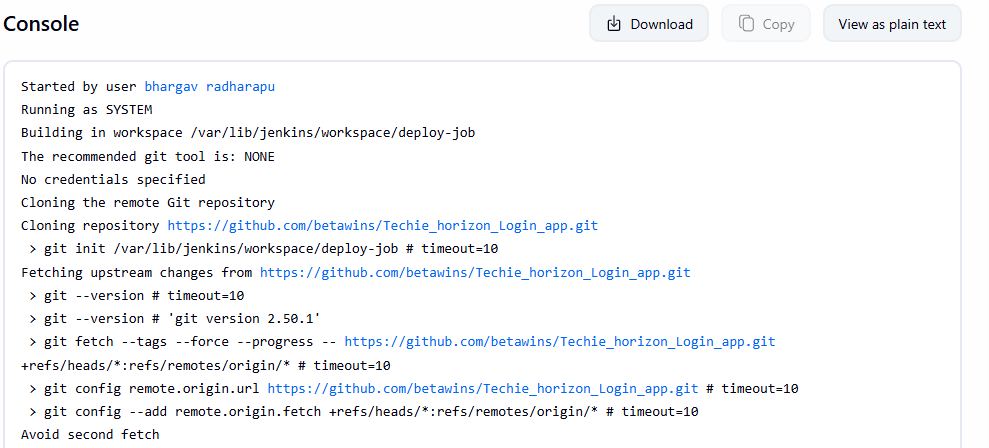 Console
Download
Copy
View as plain text
Started by user bhargav radharapu
Running as SYSTEM
Building in workspace /var/lib/jenkins/workspace/deploy-job
The recommended git tool is: NONE
No credentials specified
Cloning the remote Git repository
Cloning repository https://github.com/betawins/Techie_horizon_Login_app.git
> git init /var/lib/jenkins/workspace/deploy-job # timeout=10
Fetching upstream changes from https://github.com/betawins/Techie_horizon_Login_app.git
> git --version # timeout=10
> git --version # 'git version 2.50.1'
> git fetch --tags --force --progress -- https://github.com/betawins/Techie_horizon_Login_app.git
+refs/heads/*:refs/remotes/origin/* # timeout=10
> git config remote.origin.url https://github.com/betawins/Techie_horizon_Login_app.git # timeout=10
> git config --add remote.origin.fetch +refs/heads/*:refs/remotes/origin/* # timeout=10
Avoid second fetch